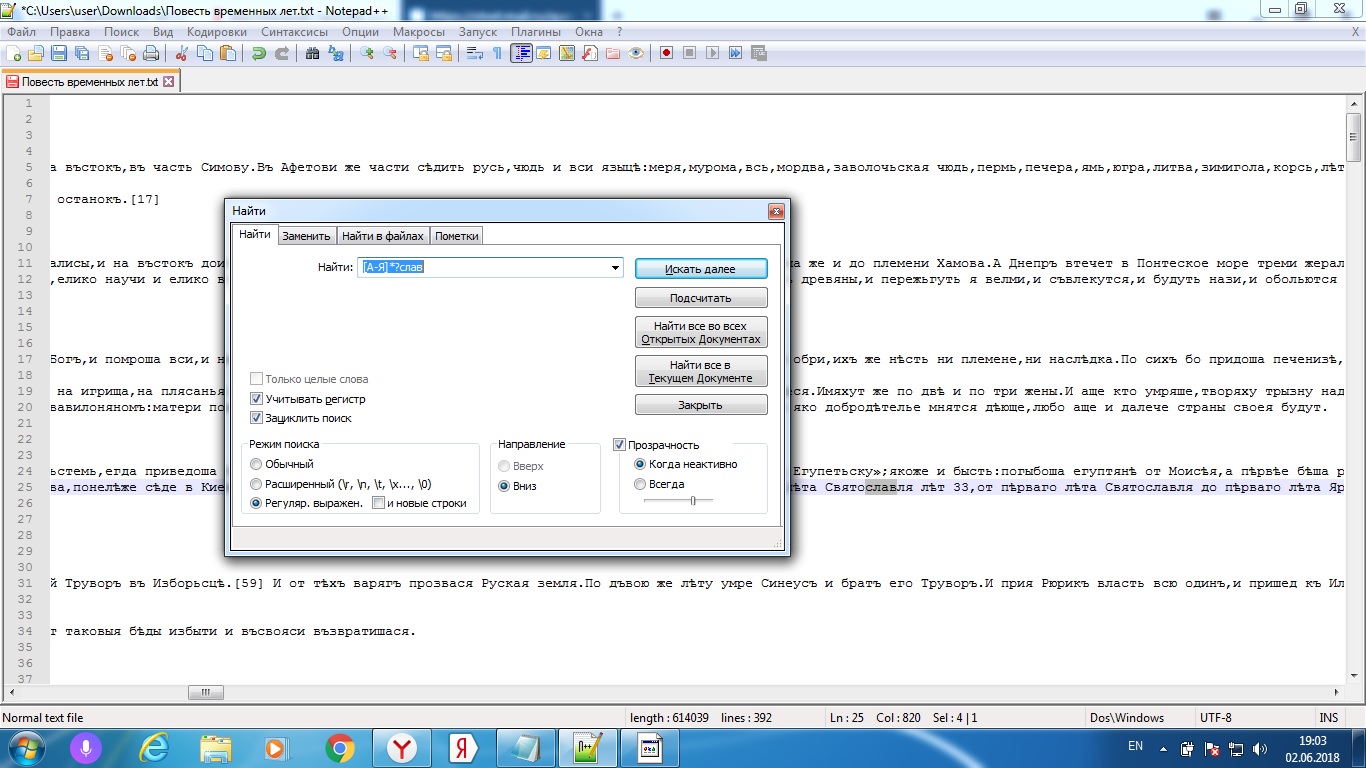 *C:\Users\user\Downloads\Повесть временных лет.txt - Notepad++
Файл Правка Поиск Вид Кодировки Синтаксисы Опции Макросы Запуск Плагины Окна ? X
Повесть временных лет.txt
1
2
3
4
5 а въстокъ,въ часть Симову.Въ Афетови же части сѣдить русь,чюдь и вси языцѣ:меря,мурома,всь,мордва,заволочьская чюдь,пермь,печера,ямь,югра,литва,зимигола,корсь,лѣт
6
7 останокъ.[17]
8
9
10
11 ались,и на въстокъ дои а же и до племени Хамова.А Днепръ втечет в Понтеское море треми жерал
12 ,елико научи и елико в ь древяны,и пережьгуть я велми,и съвлекутся,и будуть нази,и обольются
13
14
15
16
17 Богъ,и помроша вси,и н обри,ихъ же нѣсть ни племене,ни наслѣдка.По сихъ бо придоша печенизѣ,
18
19 на игрища,на плясанья ся.Имяхут же по двѣ и по три жены.И аще кто умряше,творяху трызну над
20 вавилоняномъ:матери по яко добродѣтелье мнятся дѣюще,любо аще и далече страны своея будут.
21
22
23
24 ьстемь,егда приведоша Егупетьску»;якоже и бысть:погыбоша егуптянѣ от Моисѣя,а пѣрвѣе бѣша р
25 ва,понелѣже сѣде в Кие ѣта Святославля лѣт 33,от пѣрваго лѣта Святославля до пѣрваго лѣта Яр
26
27
28
29
30
31 й Труворъ въ Изборьсцѣ.[59] И от тѣхъ варягъ прозвася Руская земля.По дъвою же лѣту умре Синеусъ и братъ его Труворъ.И прия Рюрикъ власть всю одинъ,и пришед къ Ил
32
33
34 т таковыя бѣды избыти и въсвояси възвратишася.
35
36
37
Найти
Найти Заменить Найти в файлах Пометки
Найти: [А-Я]*?слав
Искать далее
Подсчитать
Найти все во всех
Открытых Документах
Найти все в
Текущем Документе
Закрыть
Только целые слова
Учитывать регистр
Зациклить поиск
Режим поиска
Обычный
Расширенный (\r, \n, \t, \x..., \0)
Регуляр. выражен. и новые строки
Направление
Вверх
Вниз
Прозрачность
Когда неактивно
Всегда
Normal text file length : 614039 lines : 392 Ln : 25 Col : 820 Sel : 4 | 1 Dos\Windows UTF-8 INS
EN 19:03
02.06.2018